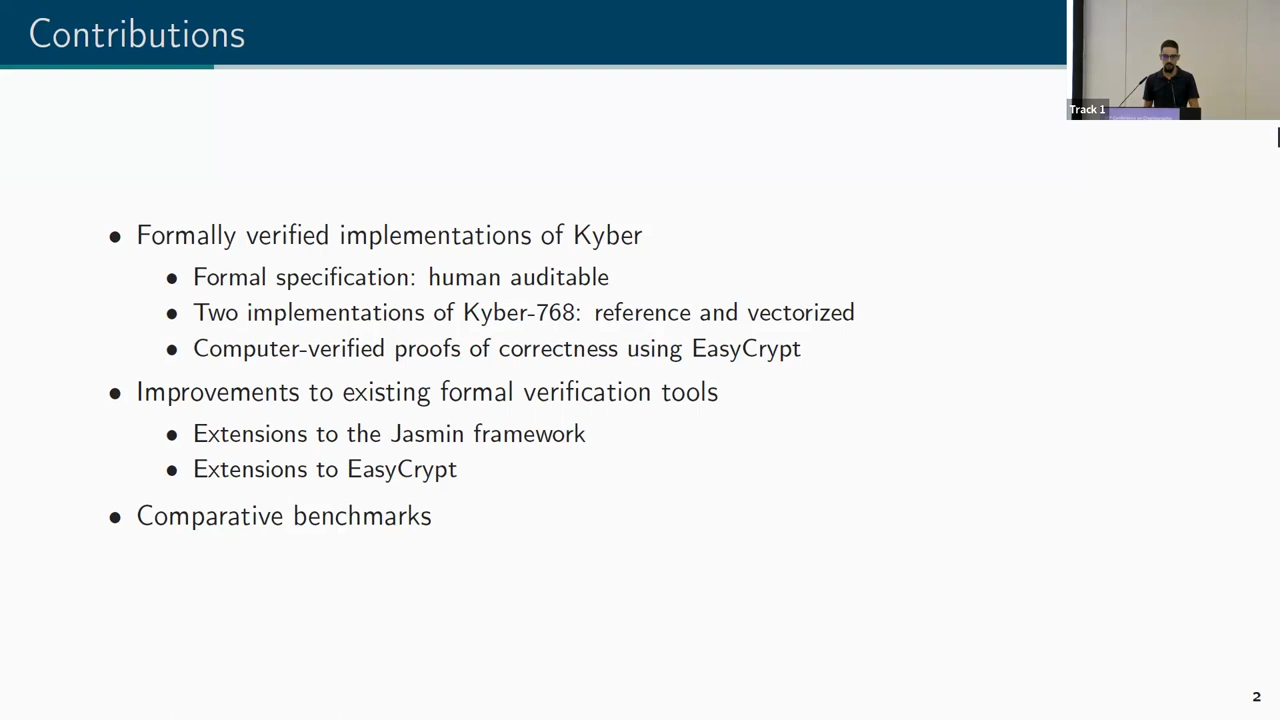 Contributions
Track 1
• Formally verified implementations of Kyber
• Formal specification: human auditable
• Two implementations of Kyber-768: reference and vectorized
• Computer-verified proofs of correctness using EasyCrypt
• Improvements to existing formal verification tools
• Extensions to the Jasmin framework
• Extensions to EasyCrypt
• Comparative benchmarks
2